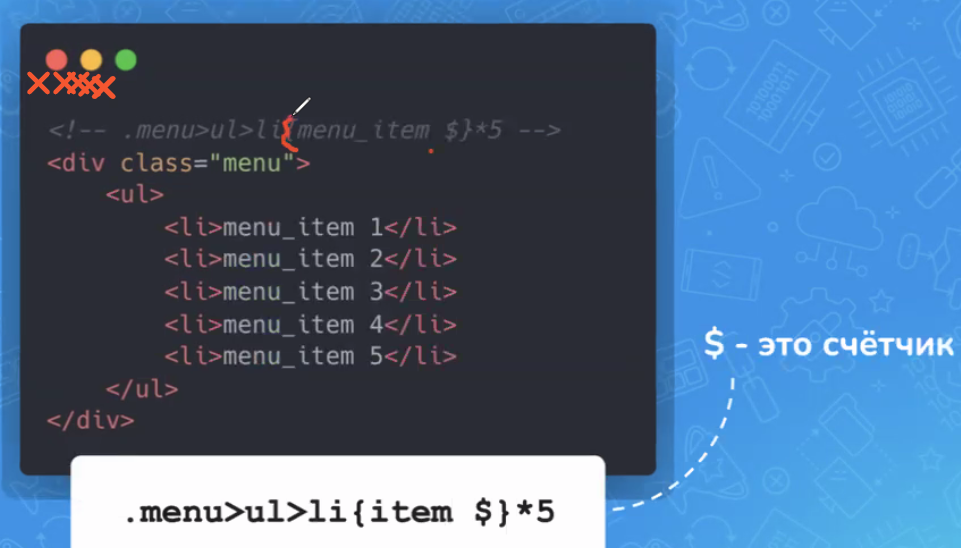 <!-- .menu>ul>li{menu_item $}*5 -->
<div class="menu">
<ul>
<li>menu_item 1</li>
<li>menu_item 2</li>
<li>menu_item 3</li>
<li>menu_item 4</li>
<li>menu_item 5</li>
</ul>
</div>
$ - это счётчик
.menu>ul>li{item $}*5